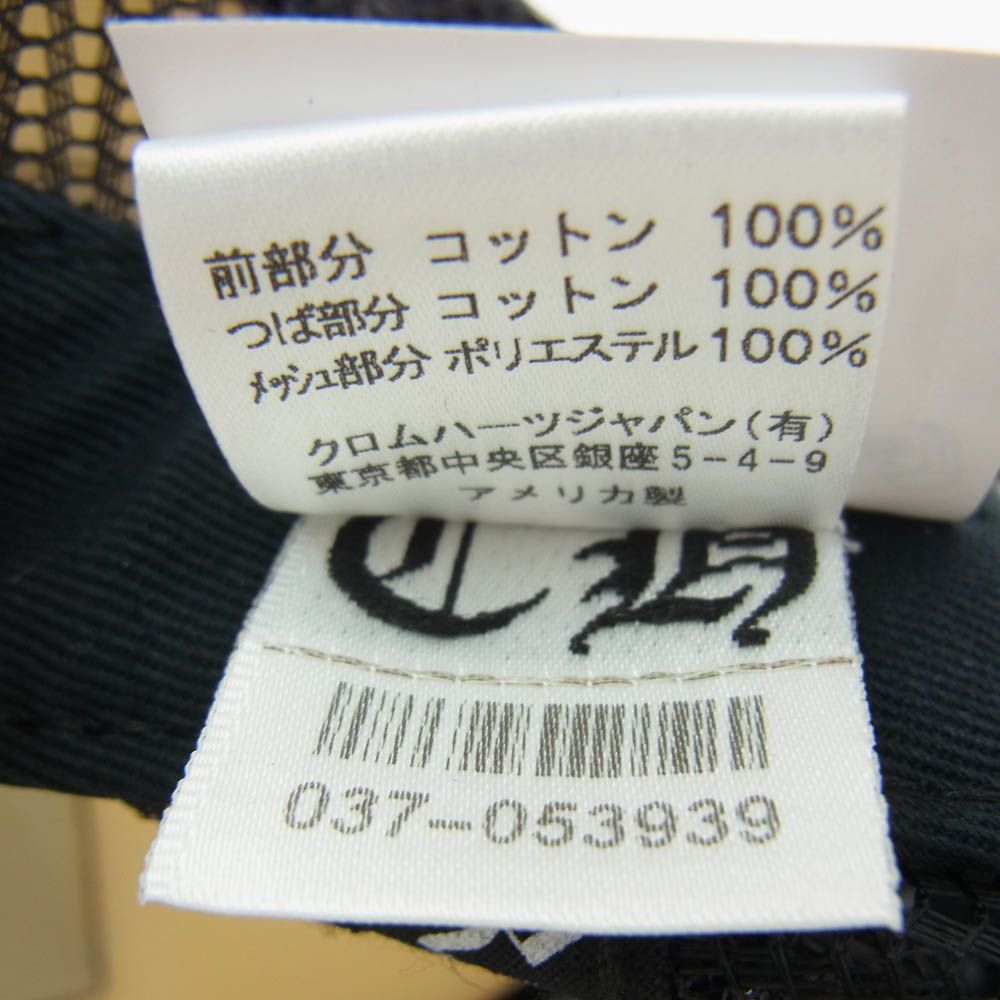 前部分 コットン 100%
つば部分 コットン 100%
メッシュ部分 ポリエステル 100%
クロムハーツジャパン(有)
東京都中央区銀座5-4-9
アメリカ製
CH
037-053939